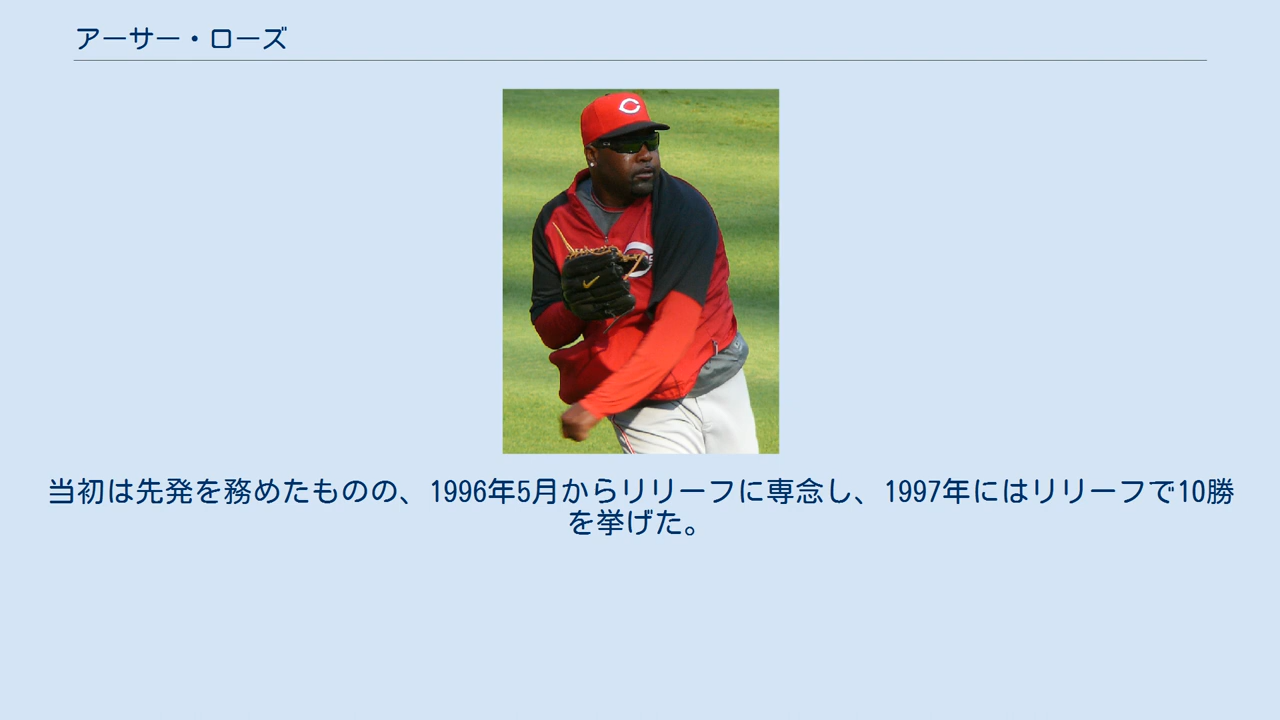 アーサー・ローズ
当初は先発を務めたものの、1996年5月からリリーフに専念し、1997年にはリリーフで10勝
を挙げた。